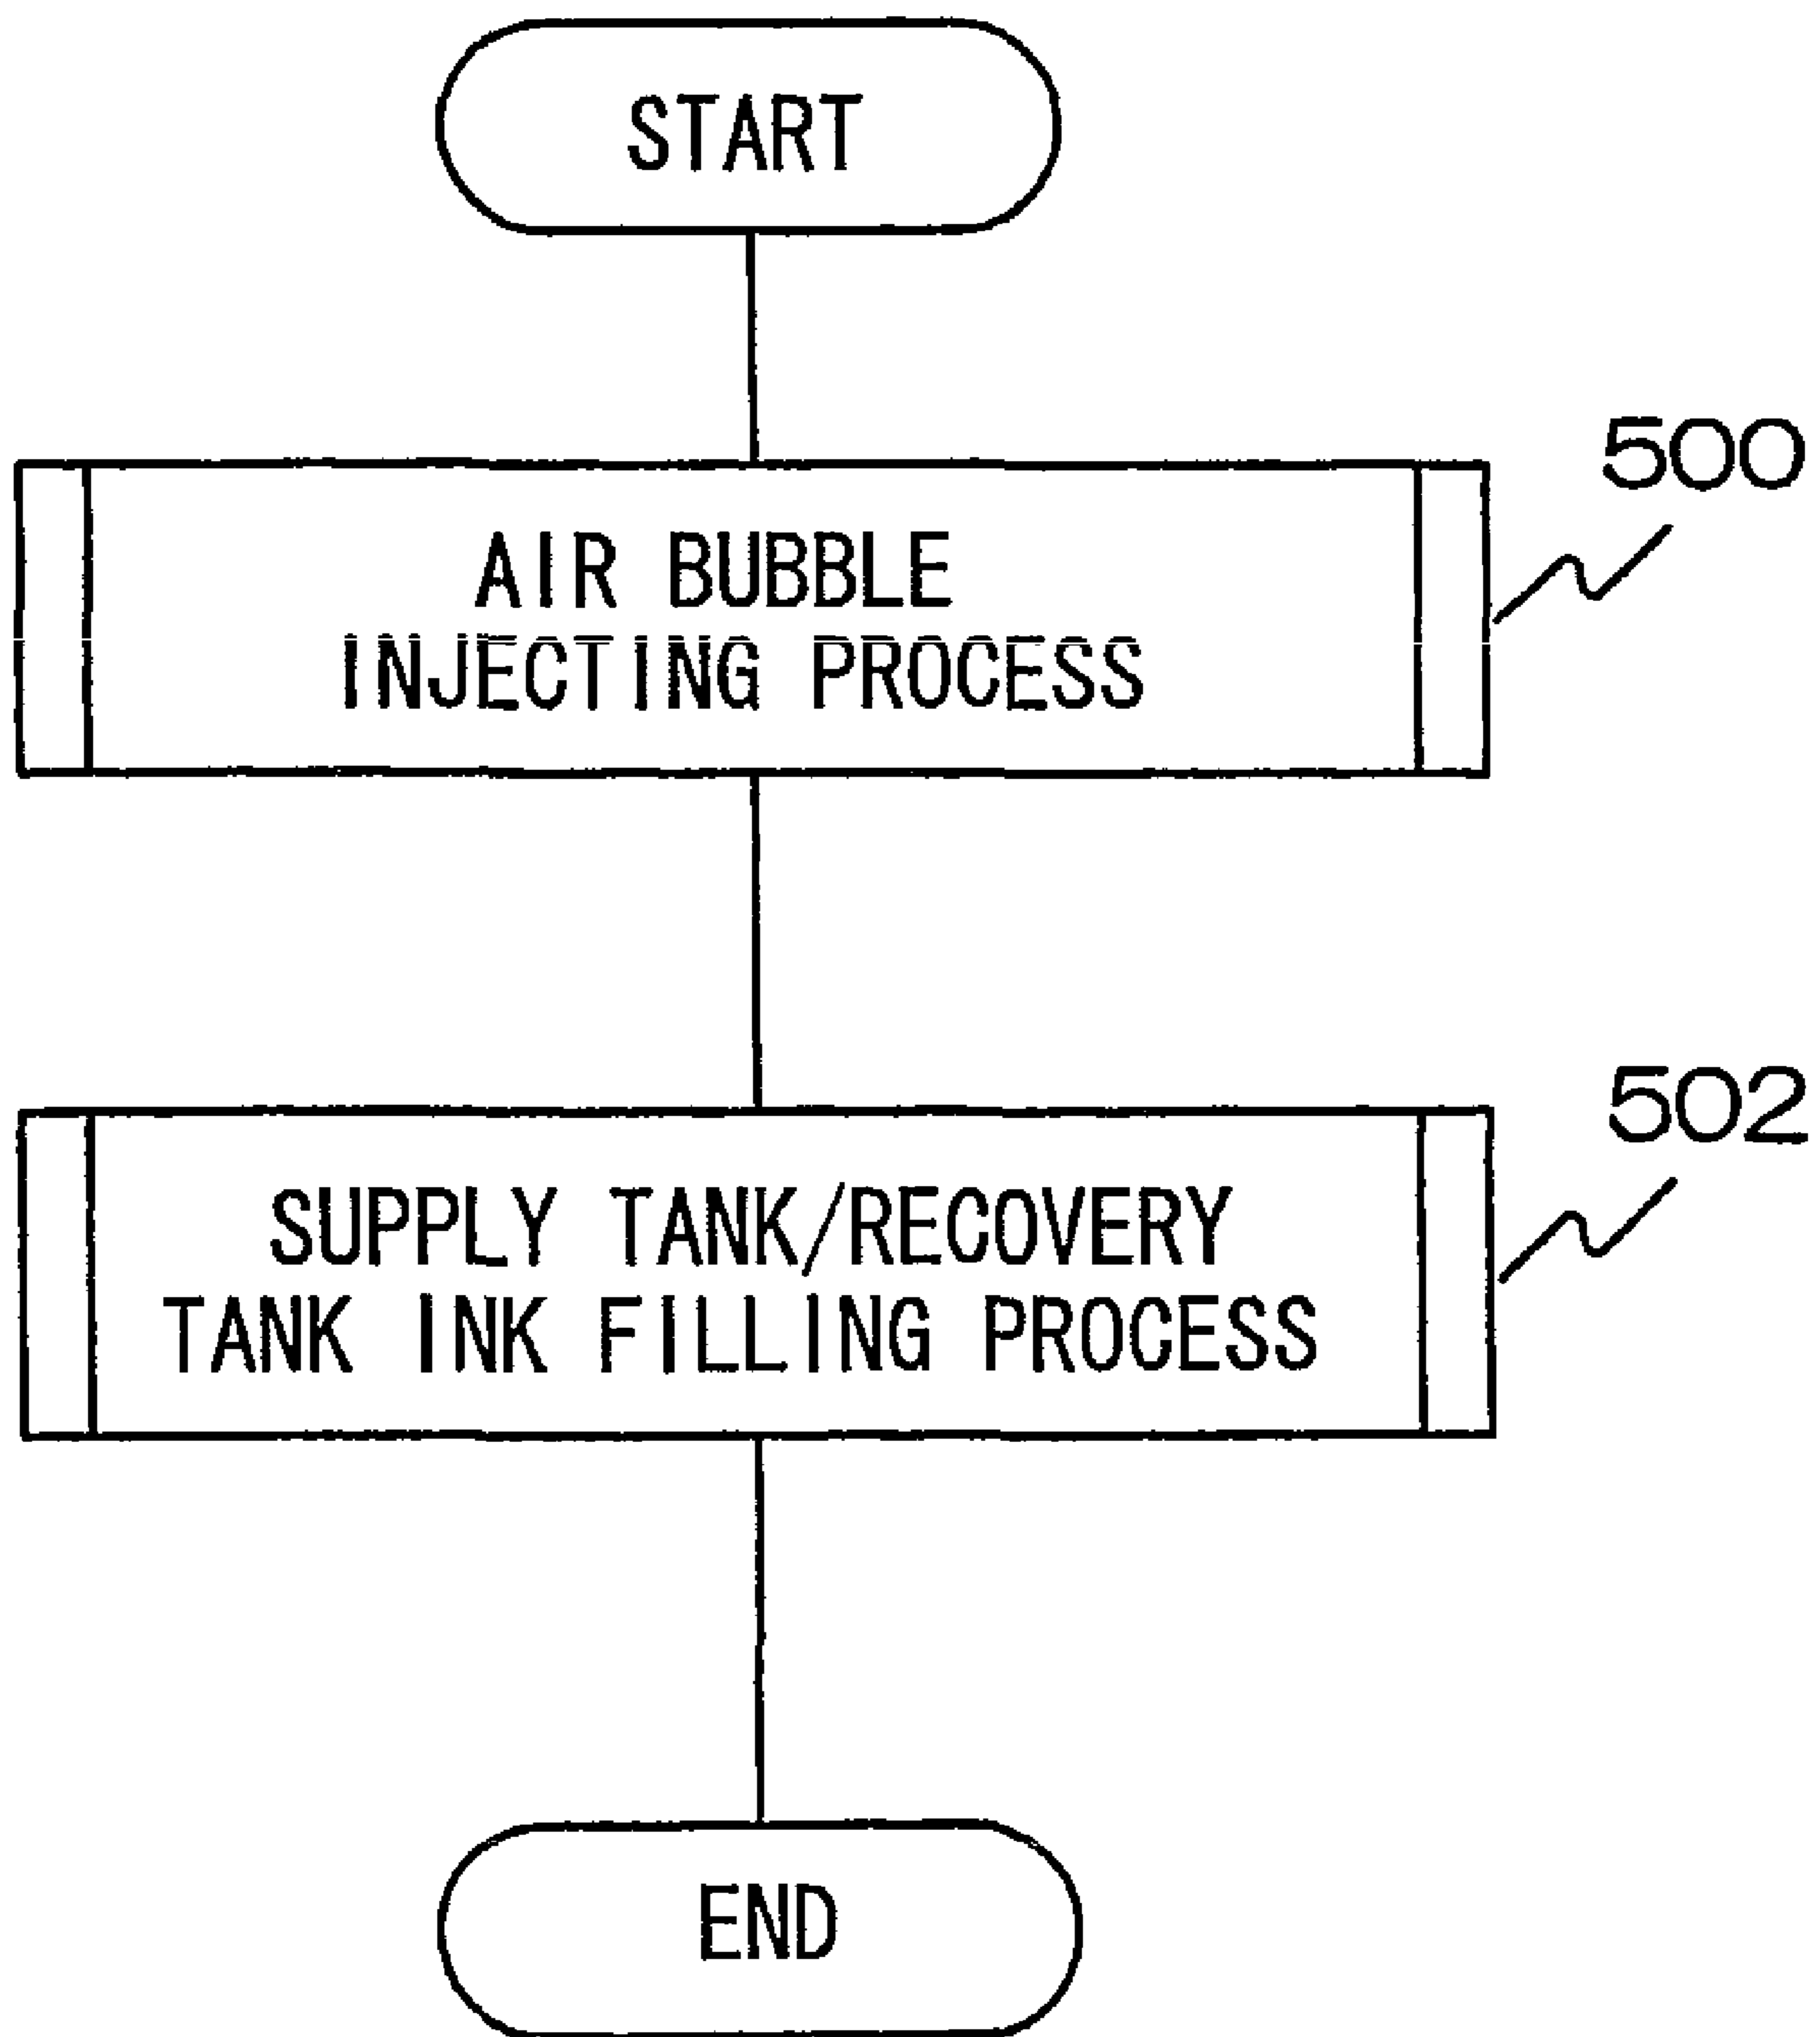 START
500
AIR BUBBLE
INJECTING PROCESS
502
SUPPLY TANK/RECOVERY
TANK INK FILLING PROCESS
END